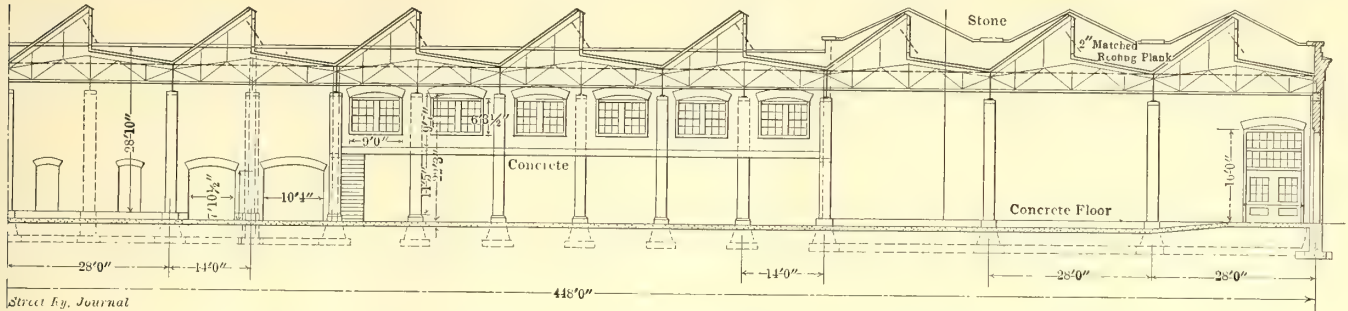 Stone
2" Matched
Roofing Plank
28'-10"
6'3½"
9'0"
Concrete
7'10½"
10'4"
16'-0"
Concrete Floor
28'0"
14'0"
14'0"
28'0"
28'0"
448'0"
Street Ry. Journal